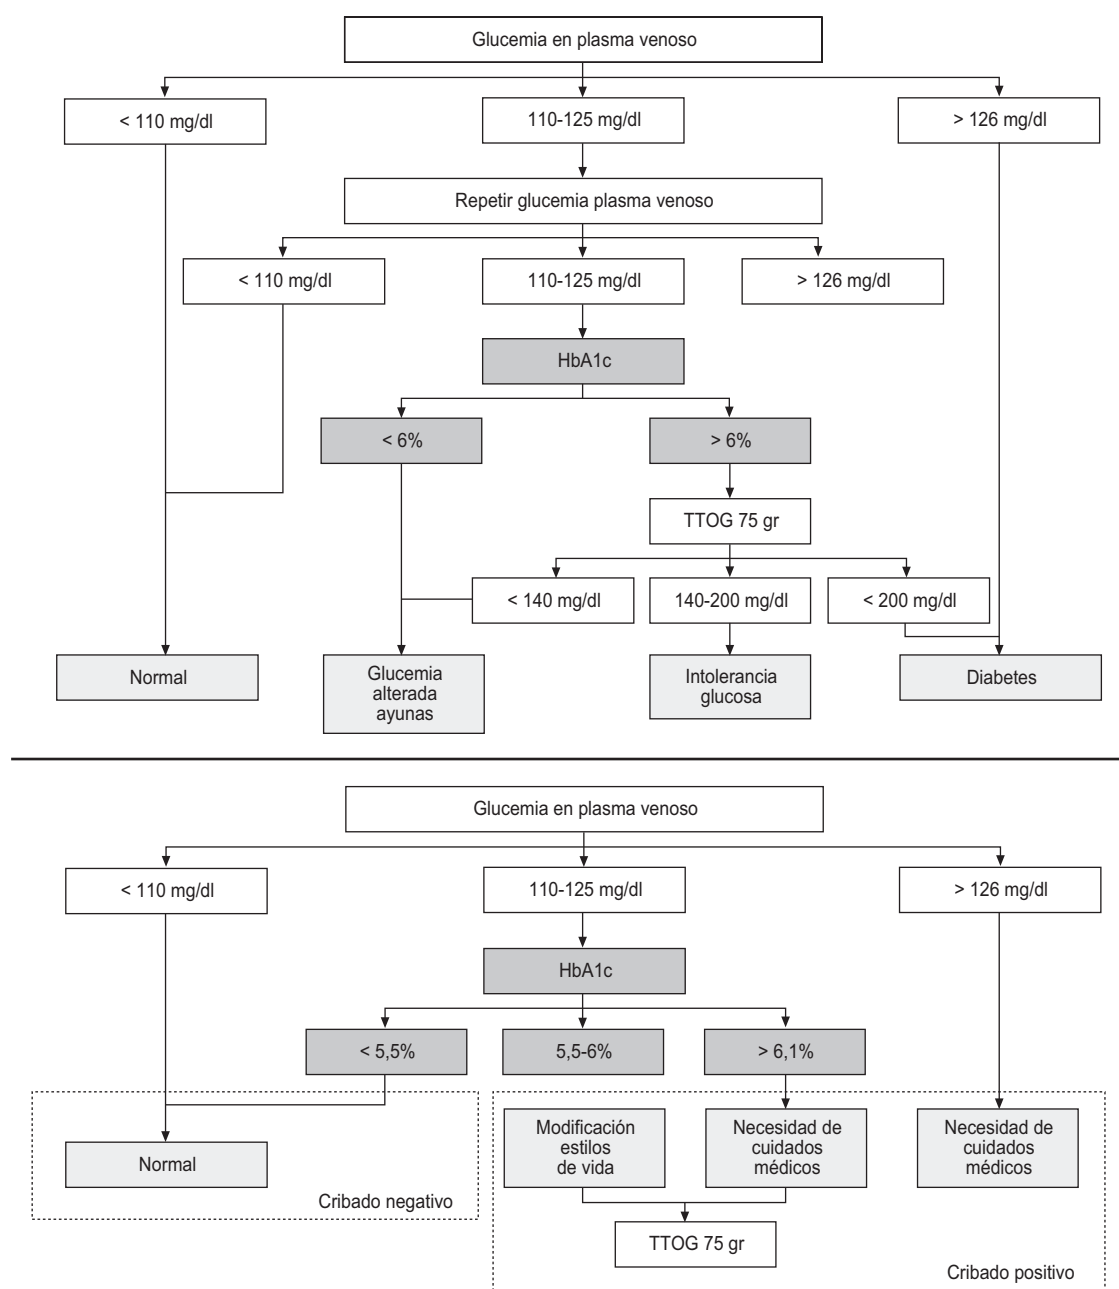 Glucemia en plasma venoso
< 110 mg/dl
110-125 mg/dl
> 126 mg/dl
Repetir glucemia plasma venoso
< 110 mg/dl
110-125 mg/dl
> 126 mg/dl
HbA1c
< 6%
> 6%
TTOG 75 gr
< 140 mg/dl
140-200 mg/dl
< 200 mg/dl
Normal
Glucemia
alterada
ayunas
Intolerancia
glucosa
Diabetes
Glucemia en plasma venoso
< 110 mg/dl
110-125 mg/dl
> 126 mg/dl
HbA1c
< 5,5%
5,5-6%
> 6,1%
Normal
Cribado negativo
Modificación
estilos
de vida
Necesidad de
cuidados
médicos
Necesidad de
cuidados
médicos
TTOG 75 gr
Cribado positivo